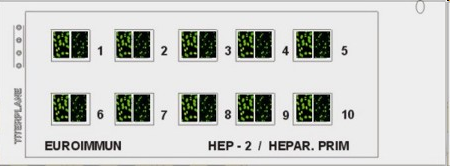 1 2 3 4 5
TITERPLANE
6 7 8 9 10
EUROIMMUN HEP - 2 / HEPAR. PRIM